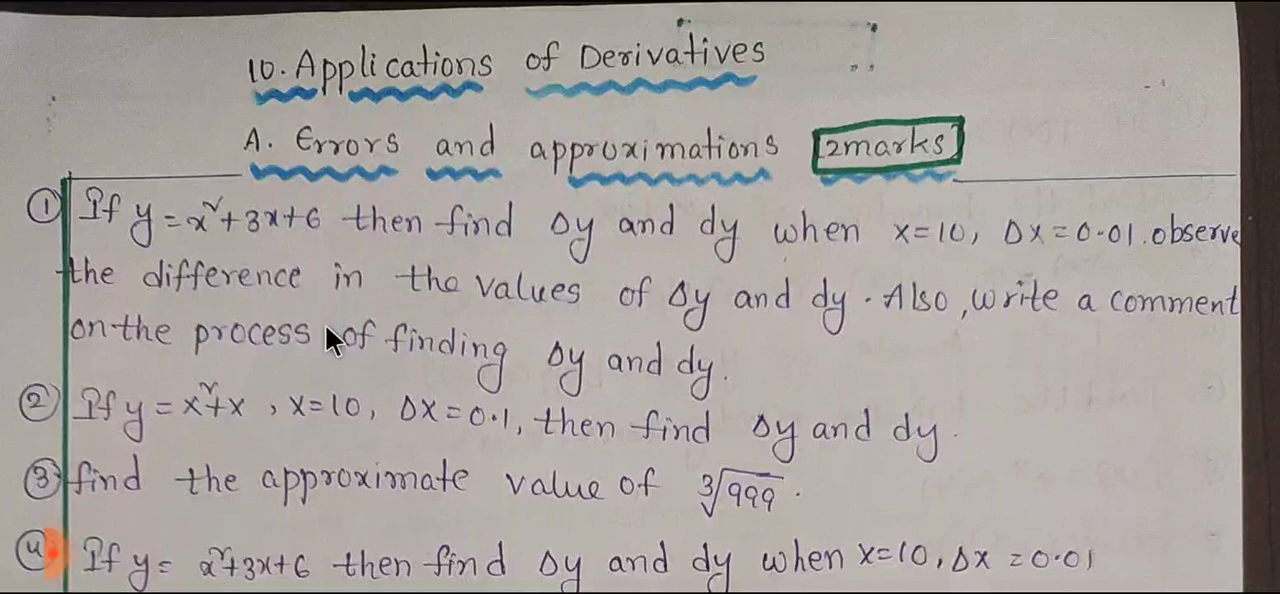 10. Applications of Derivatives
A. Errors and approximations [2marks]
① If y = x²+3x+6 then find Δy and dy when x=10, Δx=0.01. observe
the difference in the values of Δy and dy. Also, write a comment
on the process of finding Δy and dy.
② If y = x²+x, x=10, Δx=0.1, then find Δy and dy.
③ find the approximate value of ∛999.
④ If y = x²+3x+6 then find Δy and dy when x=10, Δx=0.01